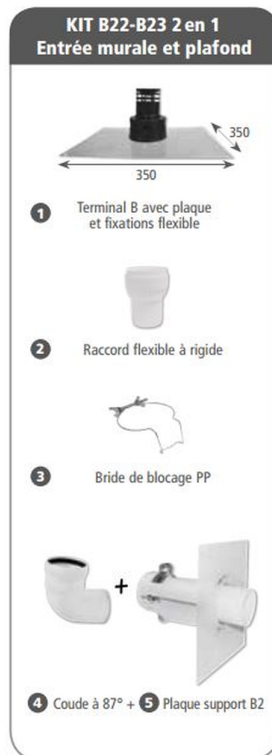 KIT B22-B23 2 en 1
Entrée murale et plafond
350
350
1 Terminal B avec plaque
et fixations flexible
2 Raccord flexible à rigide
3 Bride de blocage PP
+
4 Coude à 87° + 5 Plaque support B2